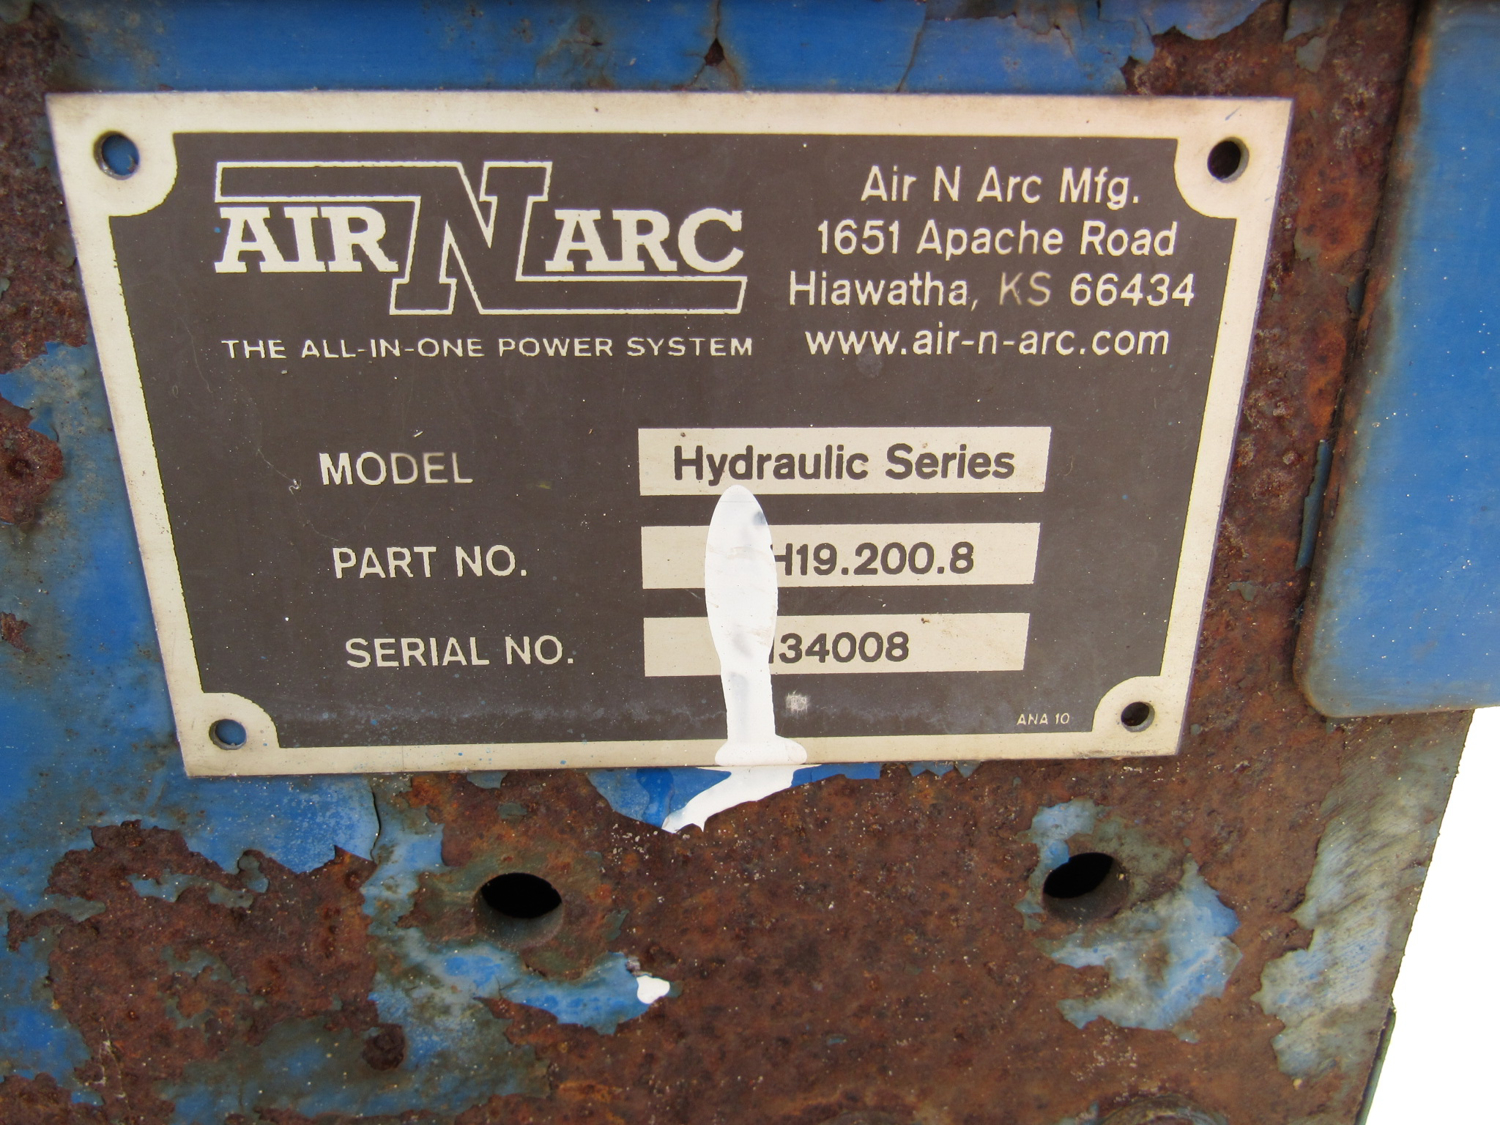 AIR N ARC
THE ALL-IN-ONE POWER SYSTEM
Air N Arc Mfg.
1651 Apache Road
Hiawatha, KS 66434
www.air-n-arc.com
MODEL Hydraulic Series
PART NO. H19.200.8
SERIAL NO. 34008
ANA 10